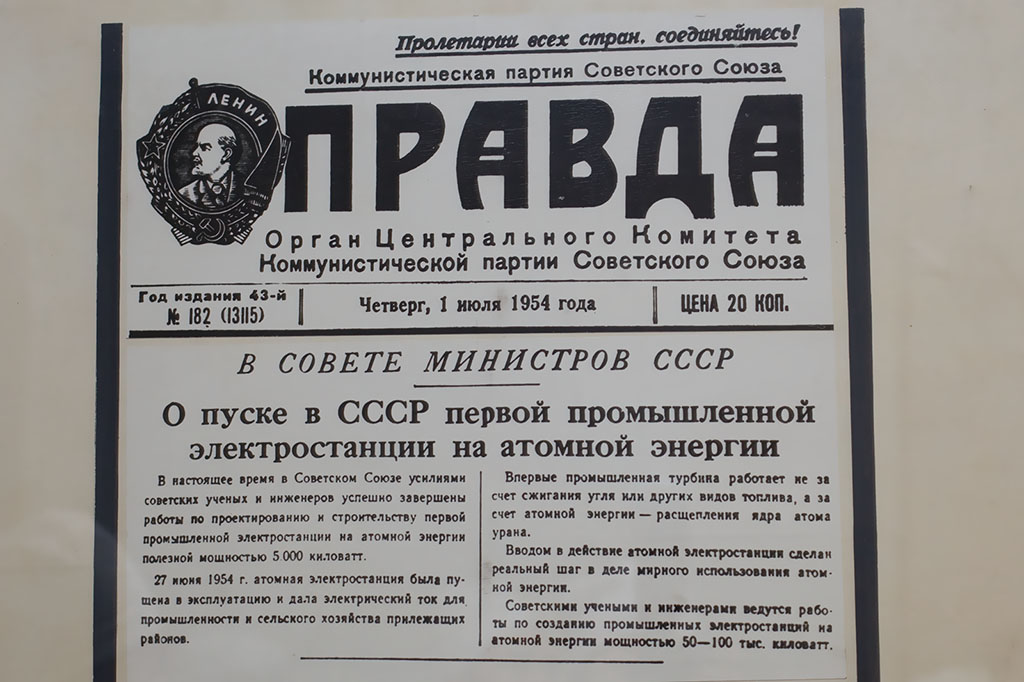 Пролетарии всех стран, соединяйтесь!
Коммунистическая партия Советского Союза
ЛЕНИН
ПРАВДА
Орган Центрального Комитета
Коммунистической партии Советского Союза
Год издания 43-й
№ 182 (13115)
Четверг, 1 июля 1954 года
ЦЕНА 20 КОП.
В СОВЕТЕ МИНИСТРОВ СССР
О пуске в СССР первой промышленной
электростанции на атомной энергии
В настоящее время в Советском Союзе усилиями
советских ученых и инженеров успешно завершены
работы по проектированию и строительству первой
промышленной электростанции на атомной энергии
полезной мощностью 5.000 киловатт.
27 июня 1954 г. атомная электростанция была пу-
щена в эксплуатацию и дала электрический ток для
промышленности и сельского хозяйства прилежащих
районов.
Впервые промышленная турбина работает не за
счет сжигания угля или других видов топлива, а за
счет атомной энергии — расщепления ядра атома
урана.
Вводом в действие атомной электростанции сделан
реальный шаг в деле мирного использования атом-
ной энергии.
Советскими учеными и инженерами ведутся рабо-
ты по созданию промышленных электростанций на
атомной энергии мощностью 50—100 тыс. киловатт.